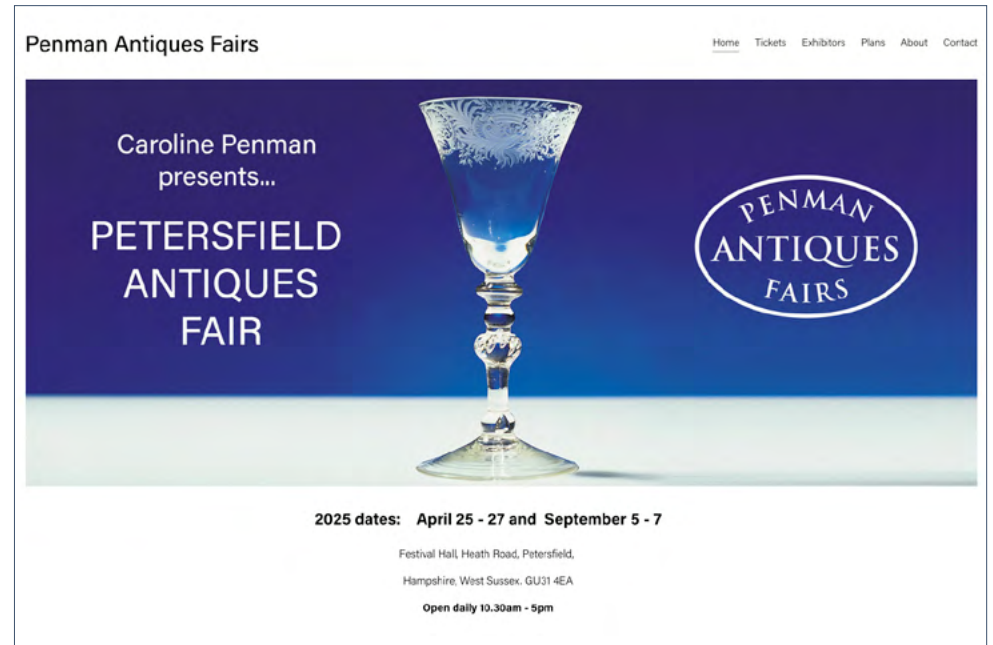 Penman Antiques Fairs
Home Tickets Exhibitors Plans About Contact
Caroline Penman
presents...
PETERSFIELD
ANTIQUES
FAIR
PENMAN
ANTIQUES
FAIRS
2025 dates: April 25 - 27 and September 5 - 7
Festival Hall, Heath Road, Petersfield,
Hampshire, West Sussex. GU31 4EA
Open daily 10.30am - 5pm